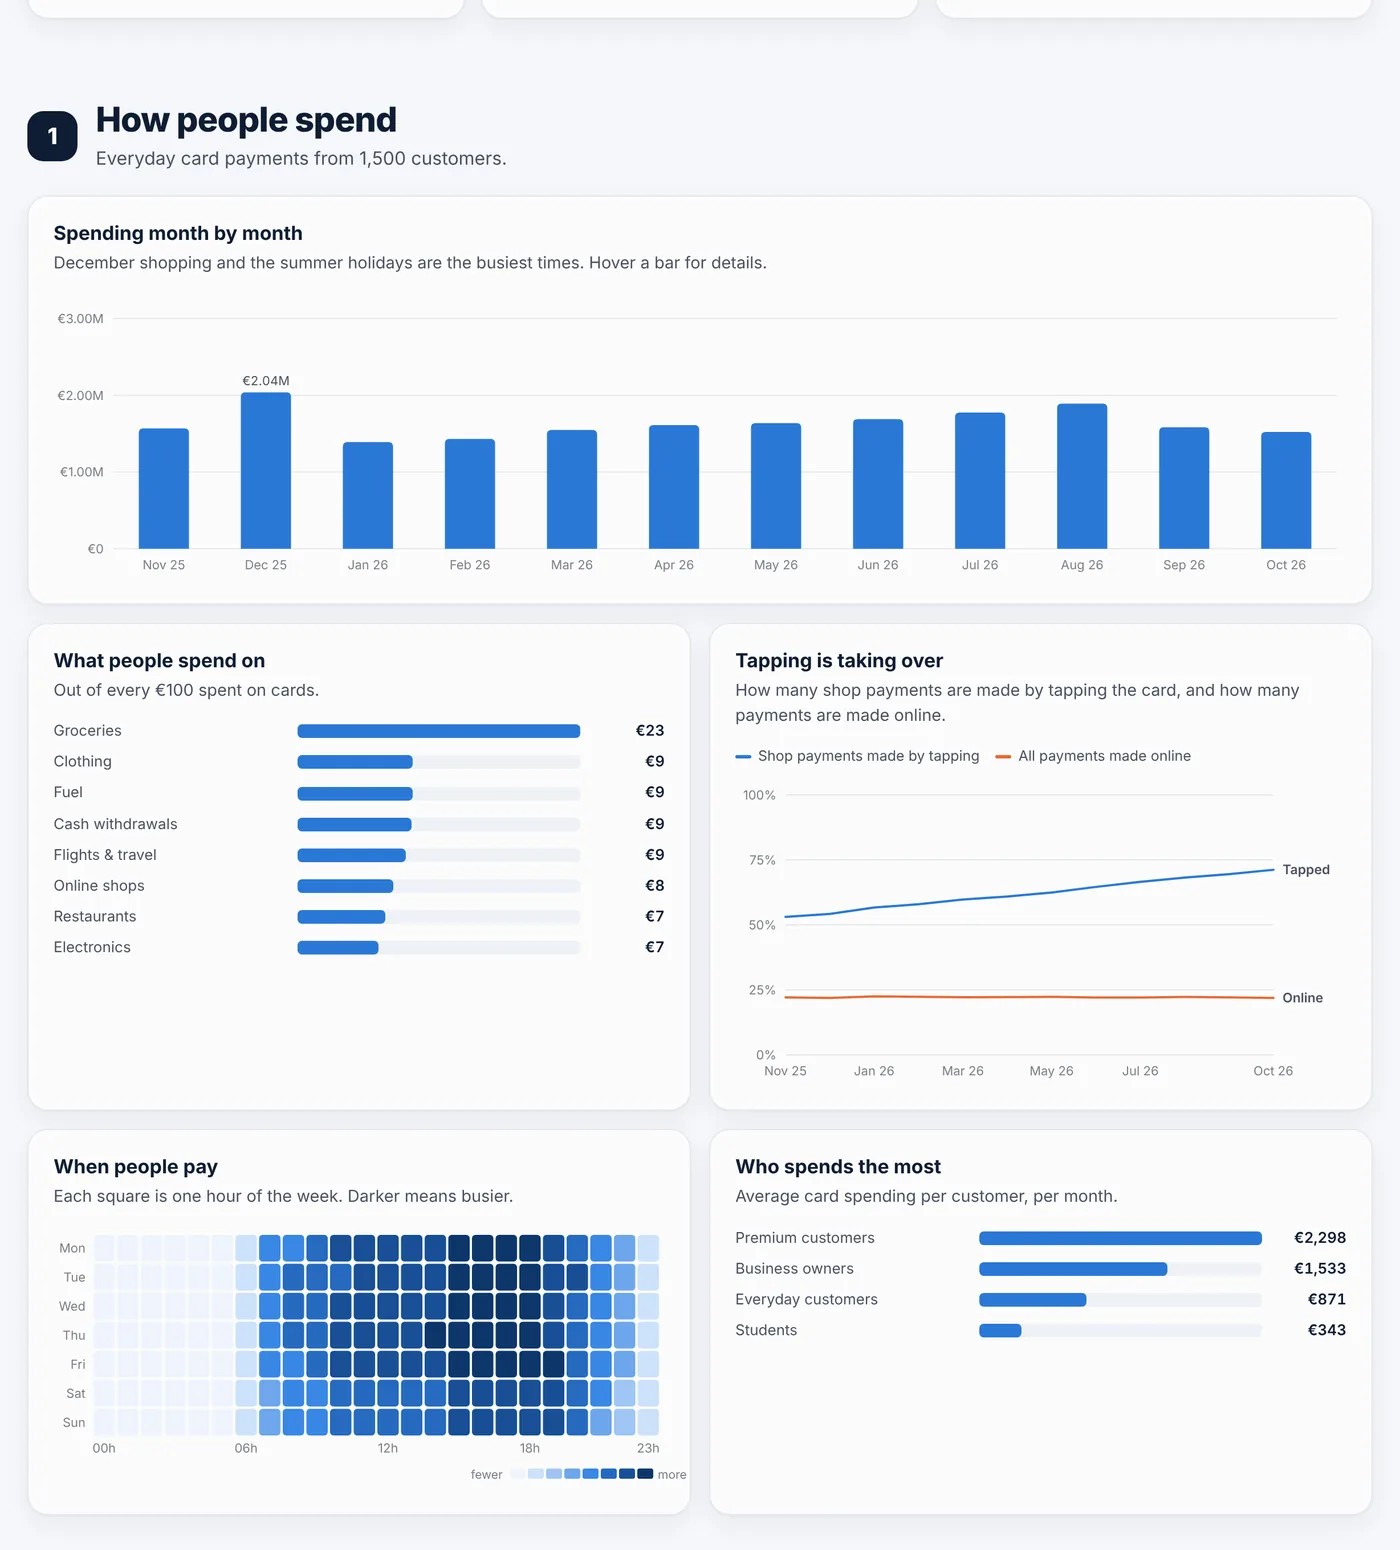 1
How people spend
Everyday card payments from 1,500 customers.
Spending month by month
December shopping and the summer holidays are the busiest times. Hover a bar for details.
€3.00M
€2.04M
€2.00M
€1.00M
€0
Nov 25 Dec 25 Jan 26 Feb 26 Mar 26 Apr 26 May 26 Jun 26 Jul 26 Aug 26 Sep 26 Oct 26
What people spend on
Out of every €100 spent on cards.
Groceries €23
Clothing €9
Fuel €9
Cash withdrawals €9
Flights & travel €9
Online shops €8
Restaurants €7
Electronics €7
Tapping is taking over
How many shop payments are made by tapping the card, and how many
payments are made online.
Shop payments made by tapping All payments made online
100%
75%
Tapped
50%
25%
Online
0%
Nov 25 Jan 26 Mar 26 May 26 Jul 26 Oct 26
When people pay
Each square is one hour of the week. Darker means busier.
Mon
Tue
Wed
Thu
Fri
Sat
Sun
00h 06h 12h 18h 23h
fewer more
Who spends the most
Average card spending per customer, per month.
Premium customers €2,298
Business owners €1,533
Everyday customers €871
Students €343